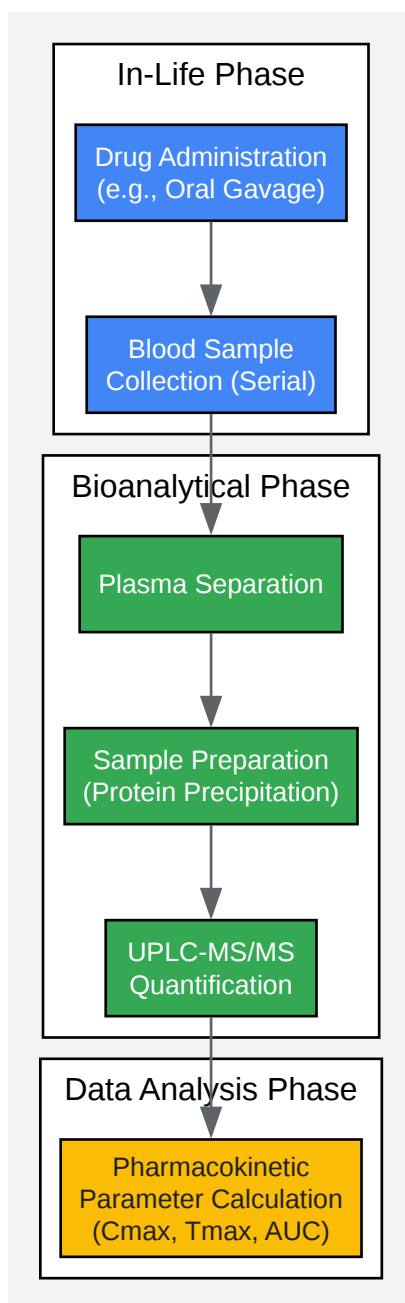 In-Life Phase
Drug Administration
(e.g., Oral Gavage)
Blood Sample
Collection (Serial)
Bioanalytical Phase
Plasma Separation
Sample Preparation
(Protein Precipitation)
UPLC-MS/MS
Quantification
Data Analysis Phase
Pharmacokinetic
Parameter Calculation
(Cmax, Tmax, AUC)